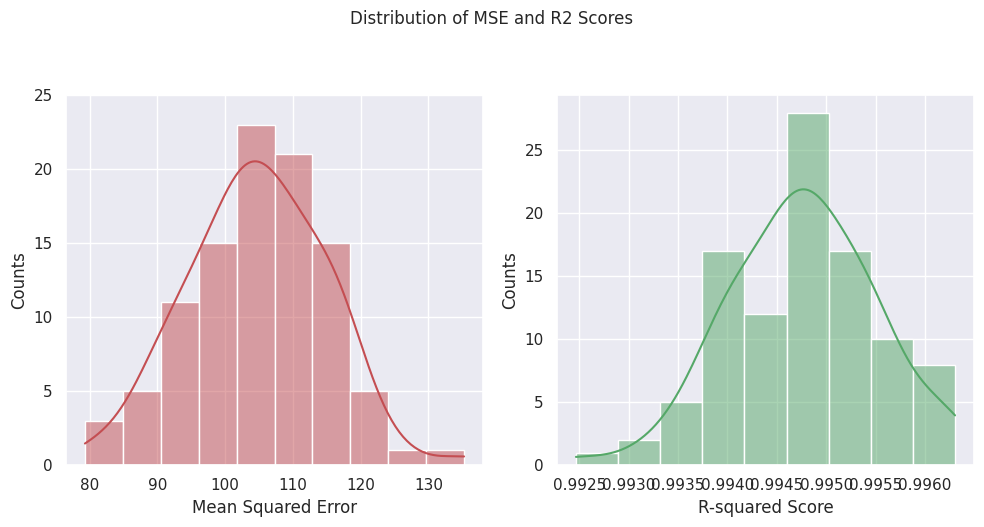 Distribution of MSE and R2 Scores
25
20
15
10
5
0
Counts
80 90 100 110 120 130
Mean Squared Error
25
20
15
10
5
0
Counts
0.9925 0.9930 0.9935 0.9940 0.9945 0.9950 0.9955 0.9960
R-squared Score